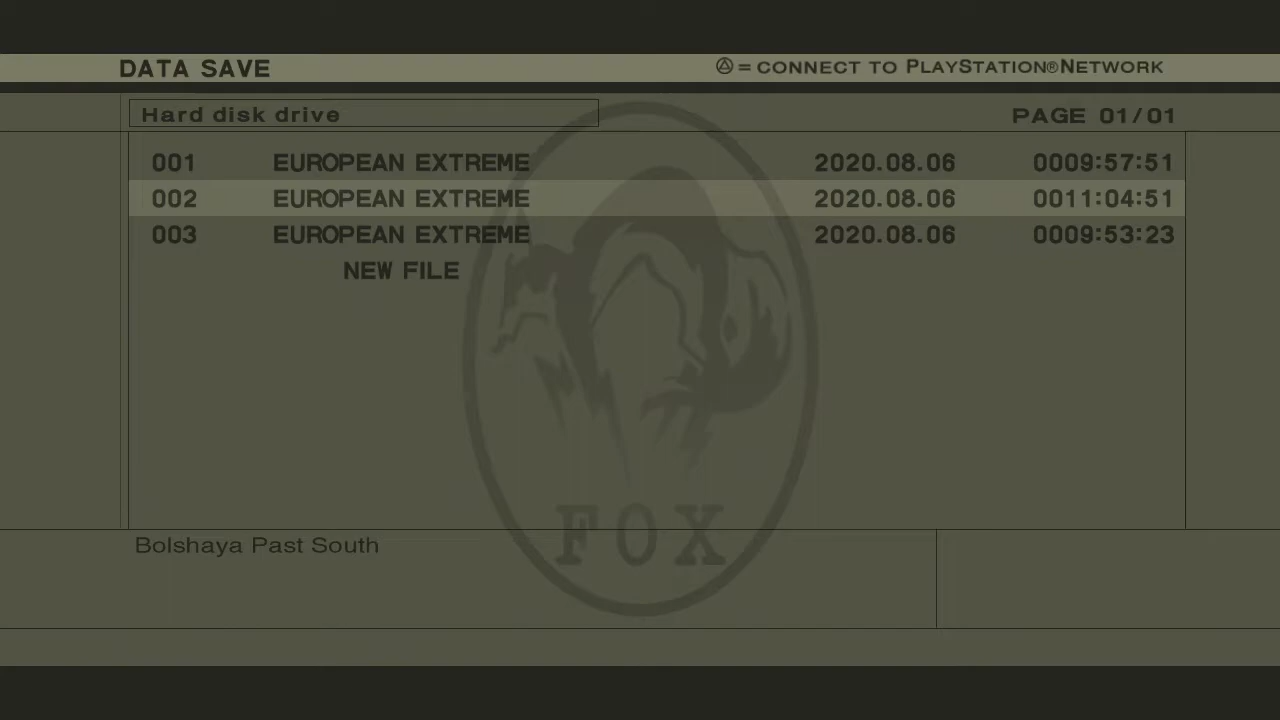 DATA SAVE
△ = CONNECT TO PLAYSTATION®NETWORK
Hard disk drive
PAGE 01/01
001 EUROPEAN EXTREME 2020.08.06 0009:57:51
002 EUROPEAN EXTREME 2020.08.06 0011:04:51
003 EUROPEAN EXTREME 2020.08.06 0009:53:23
NEW FILE
FOX
Bolshaya Past South